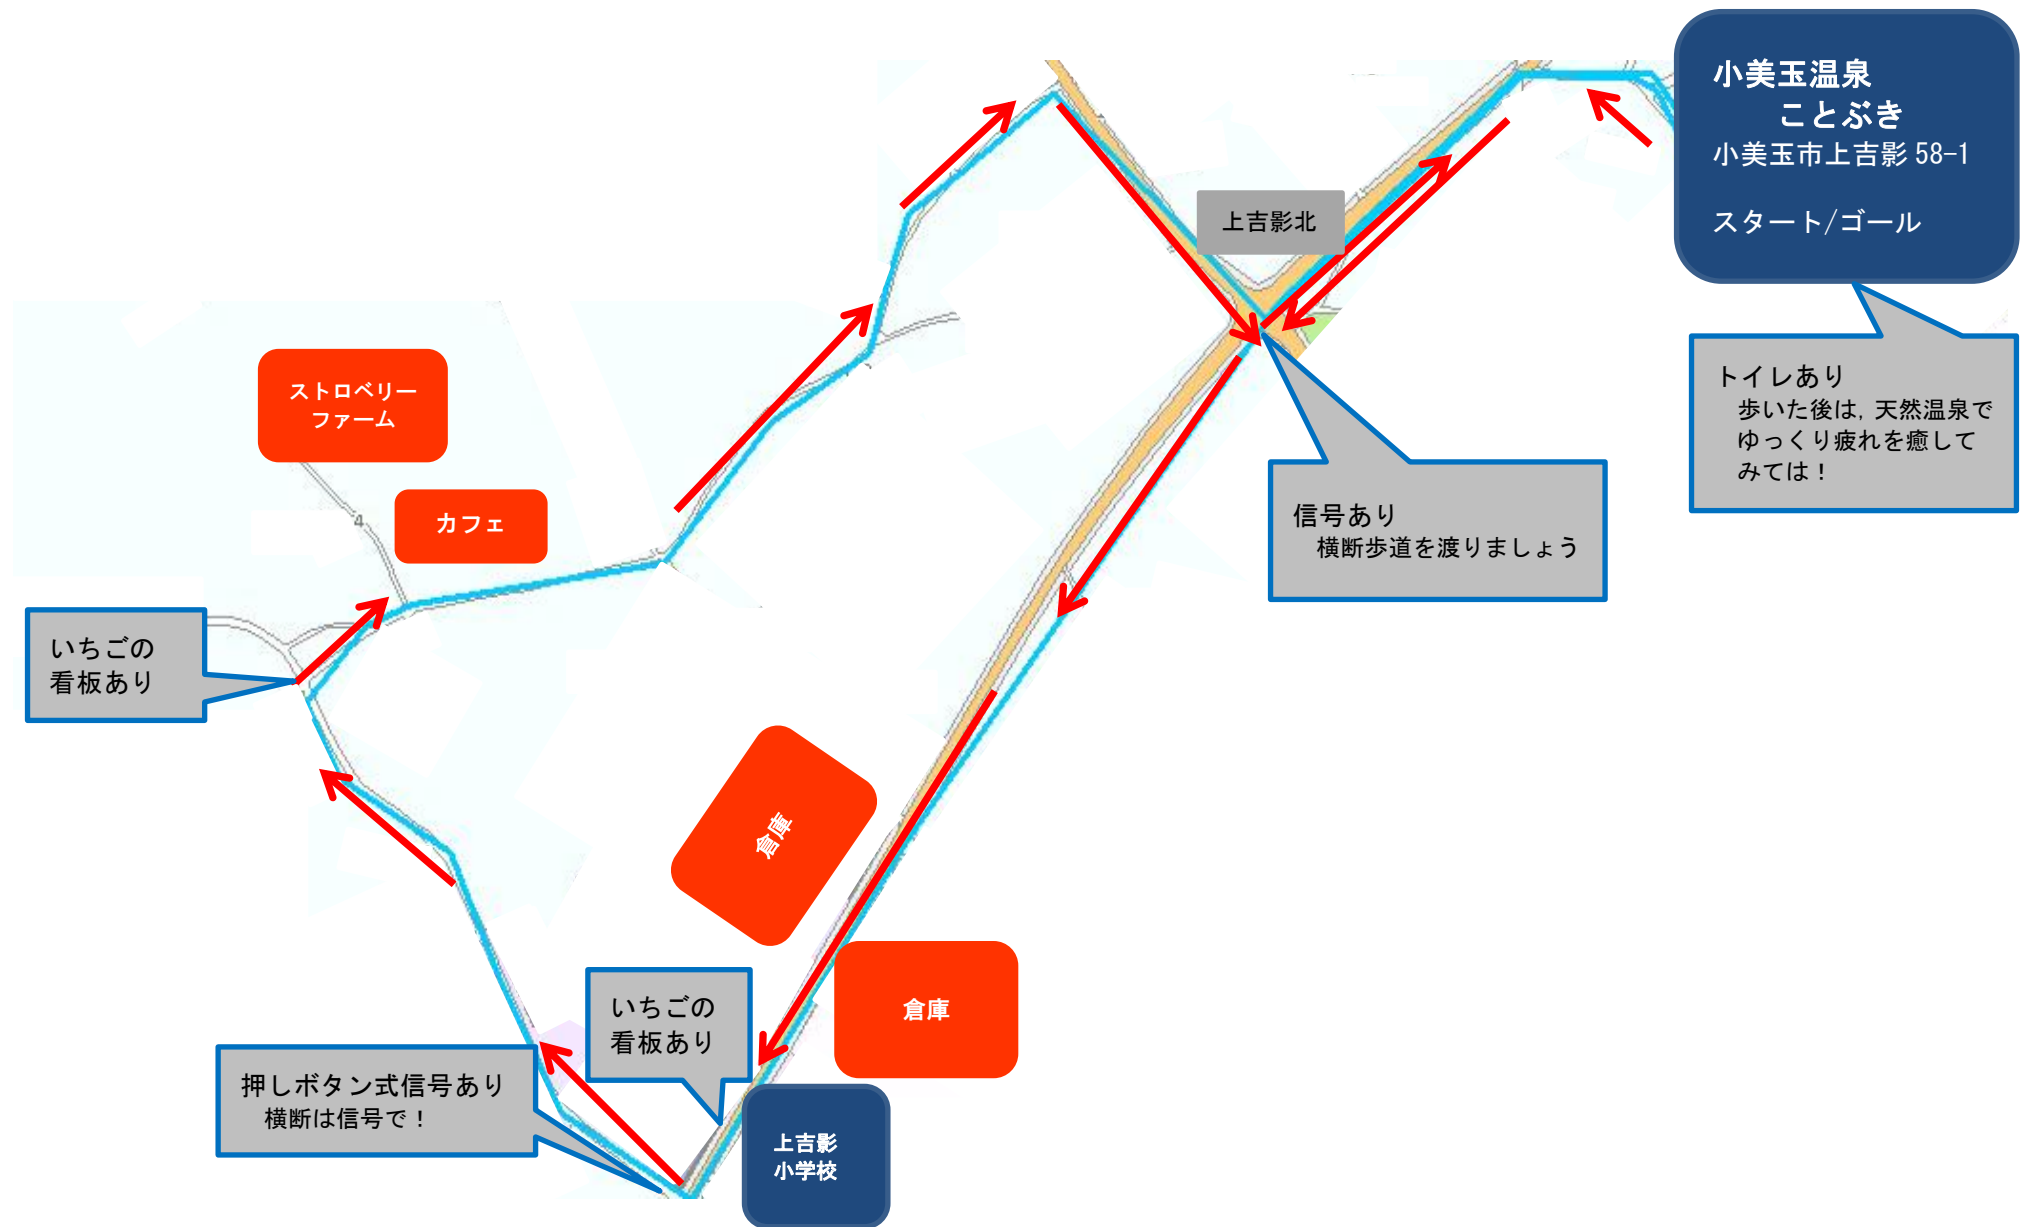 小美玉温泉
ことぶき
小美玉市上吉影 58-1
スタート/ゴール
上吉影北
トイレあり
歩いた後は, 天然温泉で
ゆっくり疲れを癒して
みては！
ストロベリー
ファーム
カフェ
4
信号あり
横断歩道を渡りましょう
いちごの
看板あり
倉庫
倉庫
いちごの
看板あり
押しボタン式信号あり
横断は信号で！
上吉影
小学校